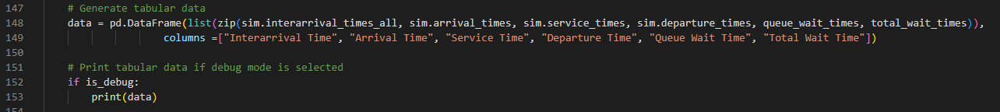 147 # Generate tabular data
148 data = pd.DataFrame(list(zip(sim.interarrival_times_all, sim.arrival_times, sim.service_times, sim.departure_times, queue_wait_times, total_wait_times)),
149 columns =["Interarrival Time", "Arrival Time", "Service Time", "Departure Time", "Queue Wait Time", "Total Wait Time"])
150
151 # Print tabular data if debug mode is selected
152 if is_debug:
153 print(data)
154